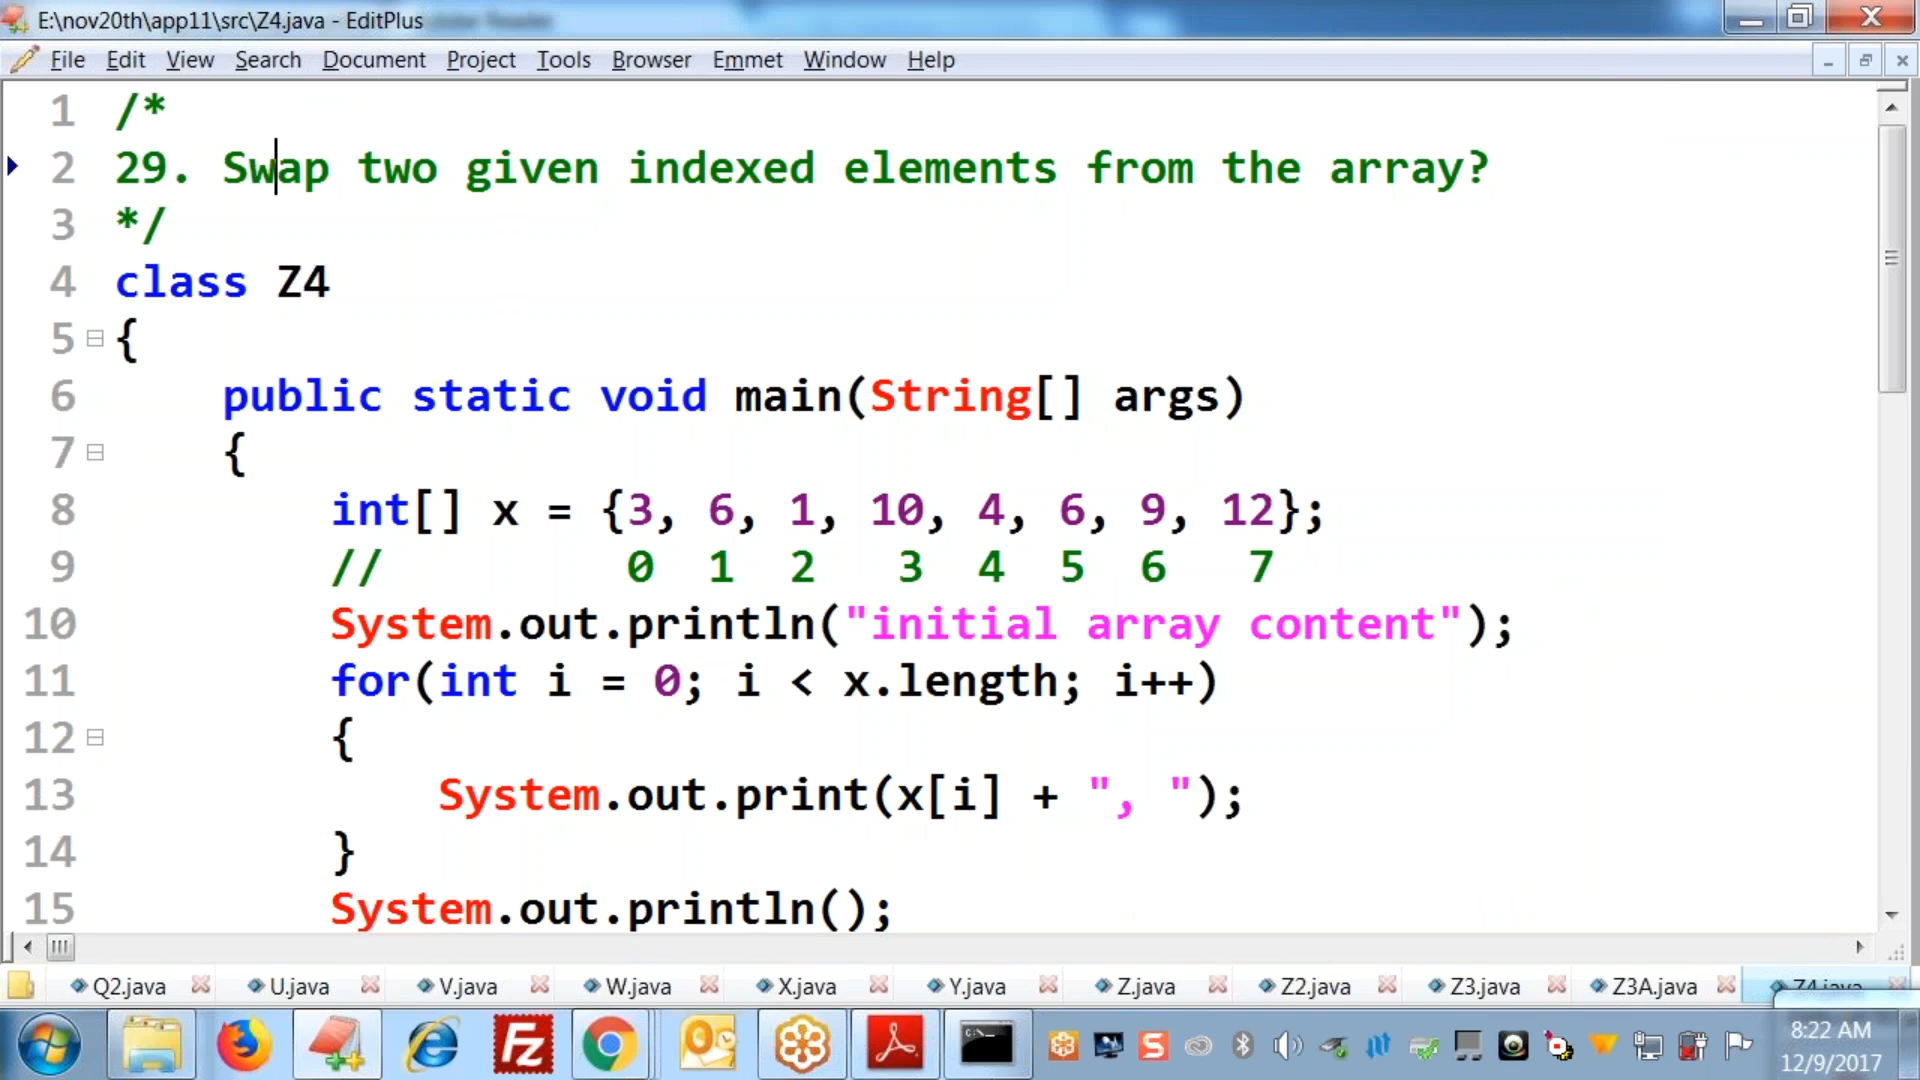 E:\nov20th\app11\src\Z4.java - EditPlus
File Edit View Search Document Project Tools Browser Emmet Window Help
1 /*
2 29. Swap two given indexed elements from the array?
3 */
4 class Z4
5 {
6 public static void main(String[] args)
7 {
8 int[] x = {3, 6, 1, 10, 4, 6, 9, 12};
9 // 0 1 2 3 4 5 6 7
10 System.out.println("initial array content");
11 for(int i = 0; i < x.length; i++)
12 {
13 System.out.print(x[i] + ", ");
14 }
15 System.out.println();
Q2.java U.java V.java W.java X.java Y.java Z.java Z2.java Z3.java Z3A.java Z4.java
8:22 AM
12/9/2017